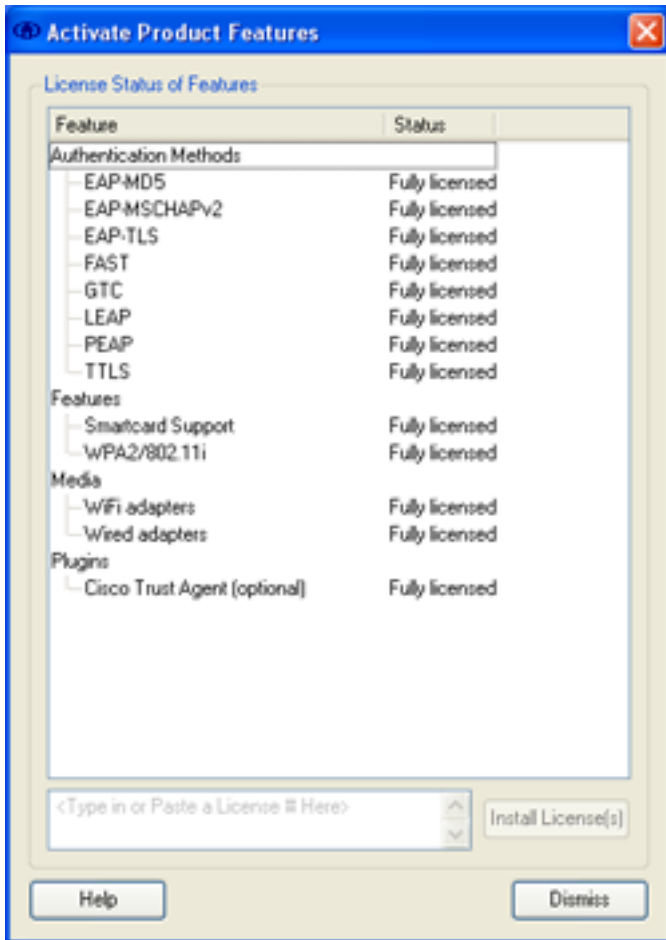 Activate Product Features
License Status of Features
Feature Status
Authentication Methods
EAP-MD5 Fully licensed
EAP-MSCHAPv2 Fully licensed
EAP-TLS Fully licensed
FAST Fully licensed
GTC Fully licensed
LEAP Fully licensed
PEAP Fully licensed
TTLS Fully licensed
Features
Smartcard Support Fully licensed
WPA2/802.11i Fully licensed
Media
WiFi adapters Fully licensed
Wired adapters Fully licensed
Plugins
Cisco Trust Agent (optional) Fully licensed
<Type in or Paste a License # Here>
Install License(s)
Help Dismiss